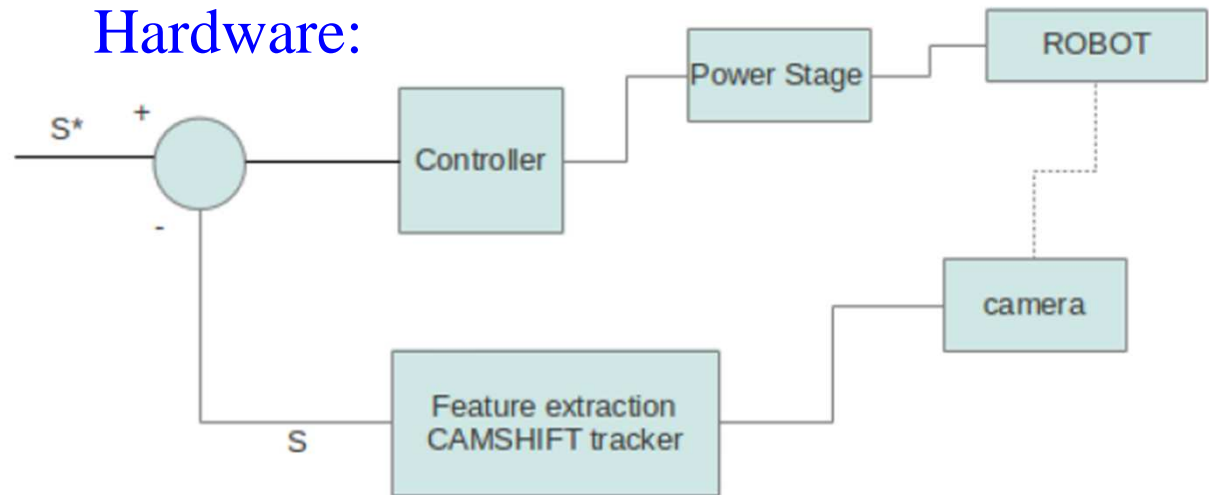 Hardware:
ROBOT
Power Stage
S*
+
Controller
-
camera
Feature extraction
CAMSHIFT tracker
S